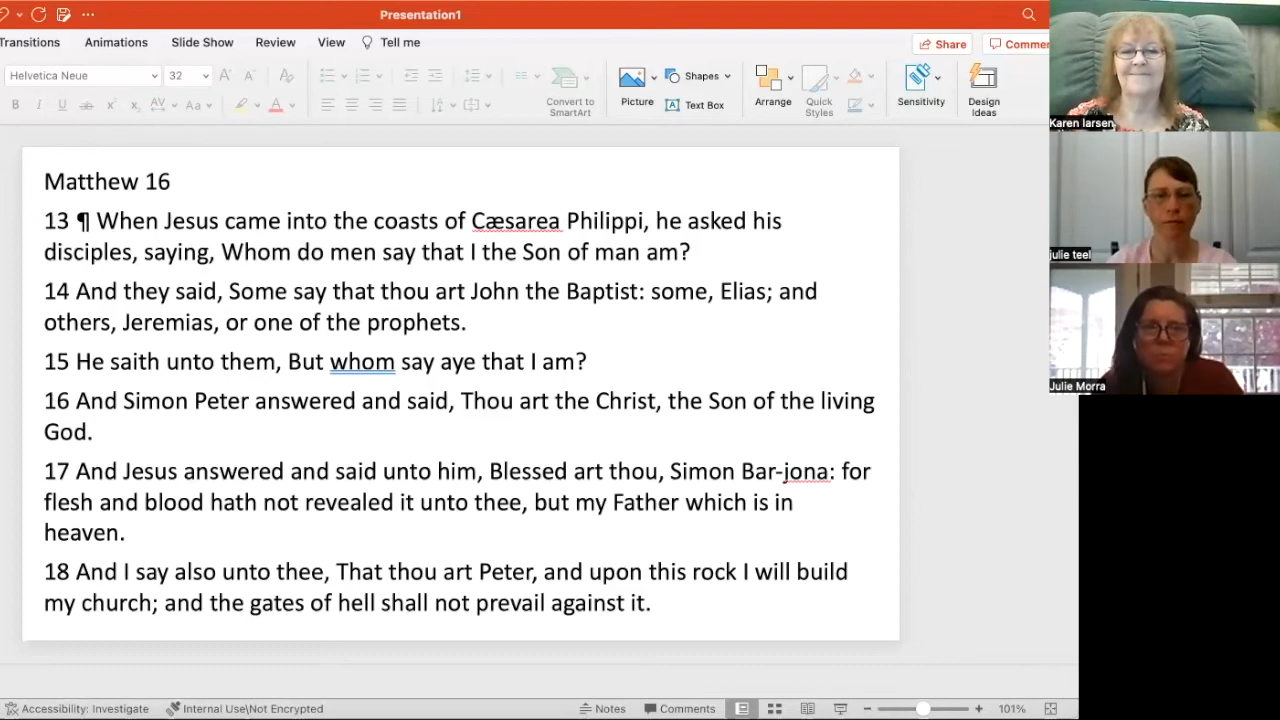 Presentation1
Transitions Animations Slide Show Review View Tell me Share Comme
Helvetica Neue 32 Convert to SmartArt Picture Shapes Text Box Arrange Quick Styles Sensitivity Design Ideas
Matthew 16
13 ¶ When Jesus came into the coasts of Cæsarea Philippi, he asked his
disciples, saying, Whom do men say that I the Son of man am?
14 And they said, Some say that thou art John the Baptist: some, Elias; and
others, Jeremias, or one of the prophets.
15 He saith unto them, But whom say aye that I am?
16 And Simon Peter answered and said, Thou art the Christ, the Son of the living
God.
17 And Jesus answered and said unto him, Blessed art thou, Simon Bar-jona: for
flesh and blood hath not revealed it unto thee, but my Father which is in
heaven.
18 And I say also unto thee, That thou art Peter, and upon this rock I will build
my church; and the gates of hell shall not prevail against it.
Karen larsen
julie teel
Julie Morra
Accessibility: Investigate Internal Use\Not Encrypted Notes Comments 101%